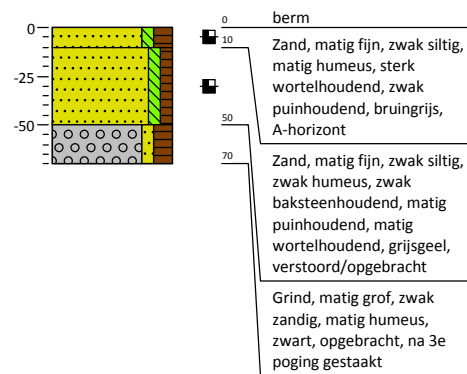 0
-25
-50
0
berm
10
Zand, matig fijn, zwak siltig,
matig humeus, sterk
wortelhoudend, zwak
puinhoudend, bruingrijs,
A-horizont
50
Zand, matig fijn, zwak siltig,
zwak humeus, zwak
baksteenhoudend, matig
puinhoudend, matig
wortelhoudend, grijsgeel,
verstoord/opgebracht
70
Grind, matig grof, zwak
zandig, matig humeus,
zwart, opgebracht, na 3e
poging gestaakt